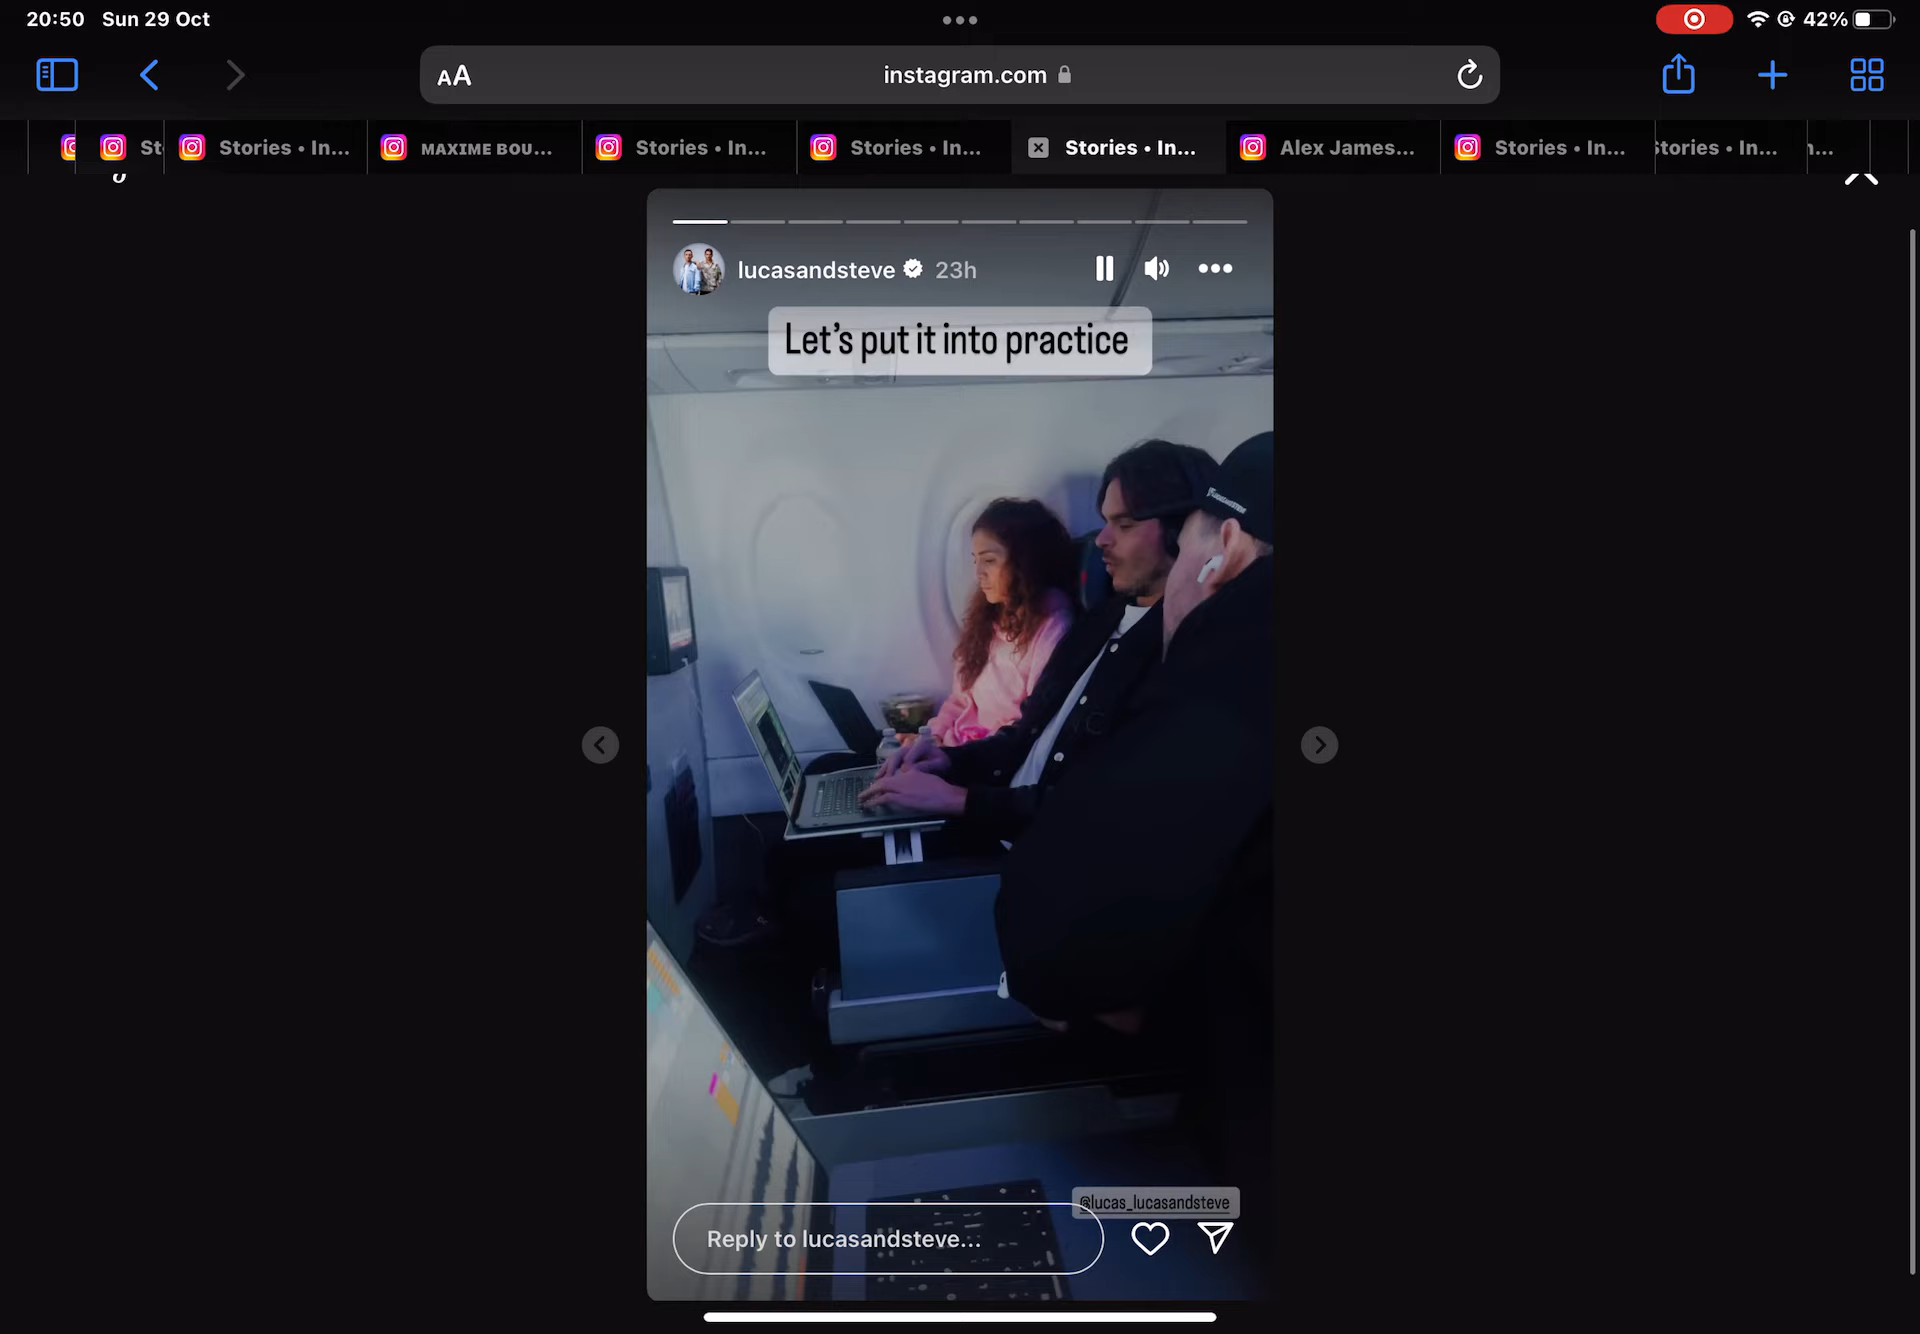 20:50 Sun 29 Oct
42%
AA
instagram.com
St
Stories • In...
MAXIME BOU...
Stories • In...
Stories • In...
Stories • In...
Alex James...
Stories • In...
Stories • In...
lucasandsteve 23h
Let's put it into practice
@lucas_lucasandsteve
Reply to lucasandsteve...